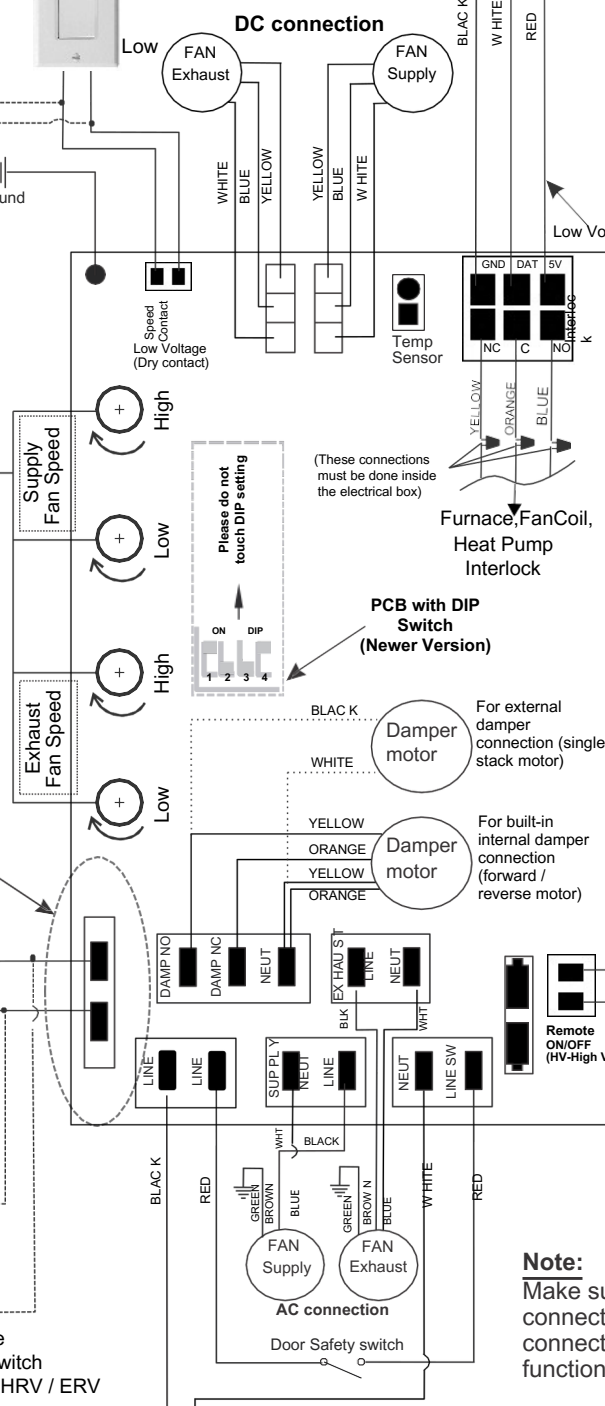 DC connection
Low
FAN
Exhaust
FAN
Supply
BLAC K
W HITE
RED
WHITE
BLUE
YELLOW
YELLOW
BLUE
W HITE
und
Low Vo
GND DAT 5V
Interloc
k
NC C NO
Speed
Contact
Low Voltage
(Dry contact)
Temp
Sensor
YELLOW
ORANGE
BLUE
(These connections
must be done inside
the electrical box)
Furnace,FanCoil,
Heat Pump
Interlock
Supply
Fan Speed
High
Low
Please do not
touch DIP setting
ON DIP
1 2 3 4
PCB with DIP
Switch
(Newer Version)
Exhaust
Fan Speed
High
Low
BLAC K
WHITE
Damper
motor
For external
damper
connection (single
stack motor)
YELLOW
ORANGE
YELLOW
ORANGE
Damper
motor
For built-in
internal damper
connection
(forward /
reverse motor)
DAMP NO
DAMP NC
NEUT
EX HAU S T
LINE
NEUT
BLK
WHT
Remote
ON/OFF
(HV-High V
LINE
LINE
SUP PL Y
NEUT
LINE
NEUT
LINE SW
WHT
BLACK
BLAC K
RED
GREEN
BROWN
BLUE
GREEN
BROW N
BLUE
W HITE
RED
FAN
Supply
FAN
Exhaust
AC connection
Door Safety switch
Note:
Make su
connect
connect
function
e
witch
HRV / ERV